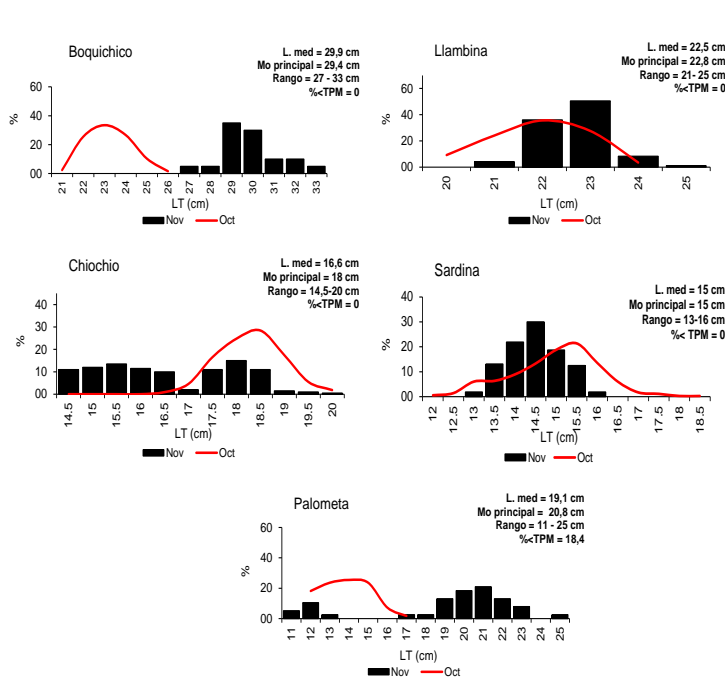 Boquichico
L. med = 29,9 cm
Mo principal = 29,4 cm
Rango = 27 - 33 cm
%<TPM = 0
60
40
20
00
%
21 22 23 24 25 26 27 28 29 30 31 32 33
LT (cm)
Nov Oct
Llambina
L. med = 22,5 cm
Mo principal = 22,8 cm
Rango = 21- 25 cm
%<TPM = 0
60
40
20
00
%
20 21 22 23 24 25
LT (cm)
Nov Oct
Chiochio
L. med = 16,6 cm
Mo principal = 18 cm
Rango = 14,5-20 cm
%<TPM = 0
40
30
20
10
00
%
14.5 15 15.5 16 16.5 17 17.5 18 18.5 19 19.5 20
LT (cm)
Nov Oct
Sardina
L. med = 15 cm
Mo principal = 15 cm
Rango = 13-16 cm
%< TPM = 0
40
30
20
10
00
%
12 12.5 13 13.5 14 14.5 15 15.5 16 16.5 17 17.5 18 18.5
LT (cm)
Nov Oct
Palometa
L. med = 19,1 cm
Mo principal = 20,8 cm
Rango = 11 - 25 cm
%<TPM = 18,4
60
40
20
00
%
11 12 13 14 15 16 17 18 19 20 21 22 23 24 25
LT (cm)
Nov Oct